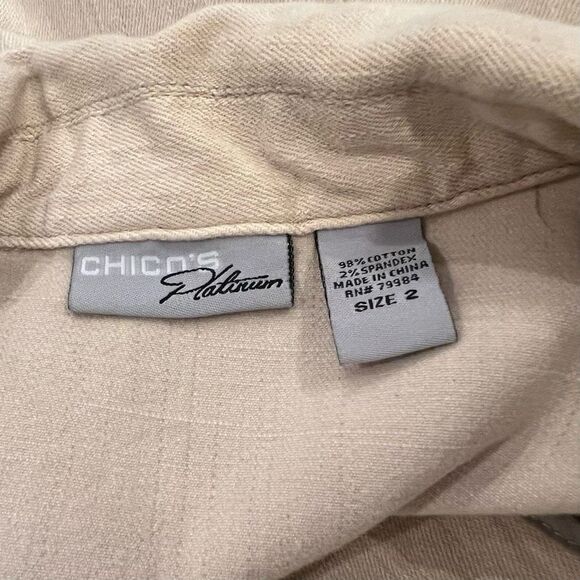 CHICO'S
Platinum
98% COTTON
2% SPANDEX
MADE IN CHINA
RN# 79984
SIZE 2